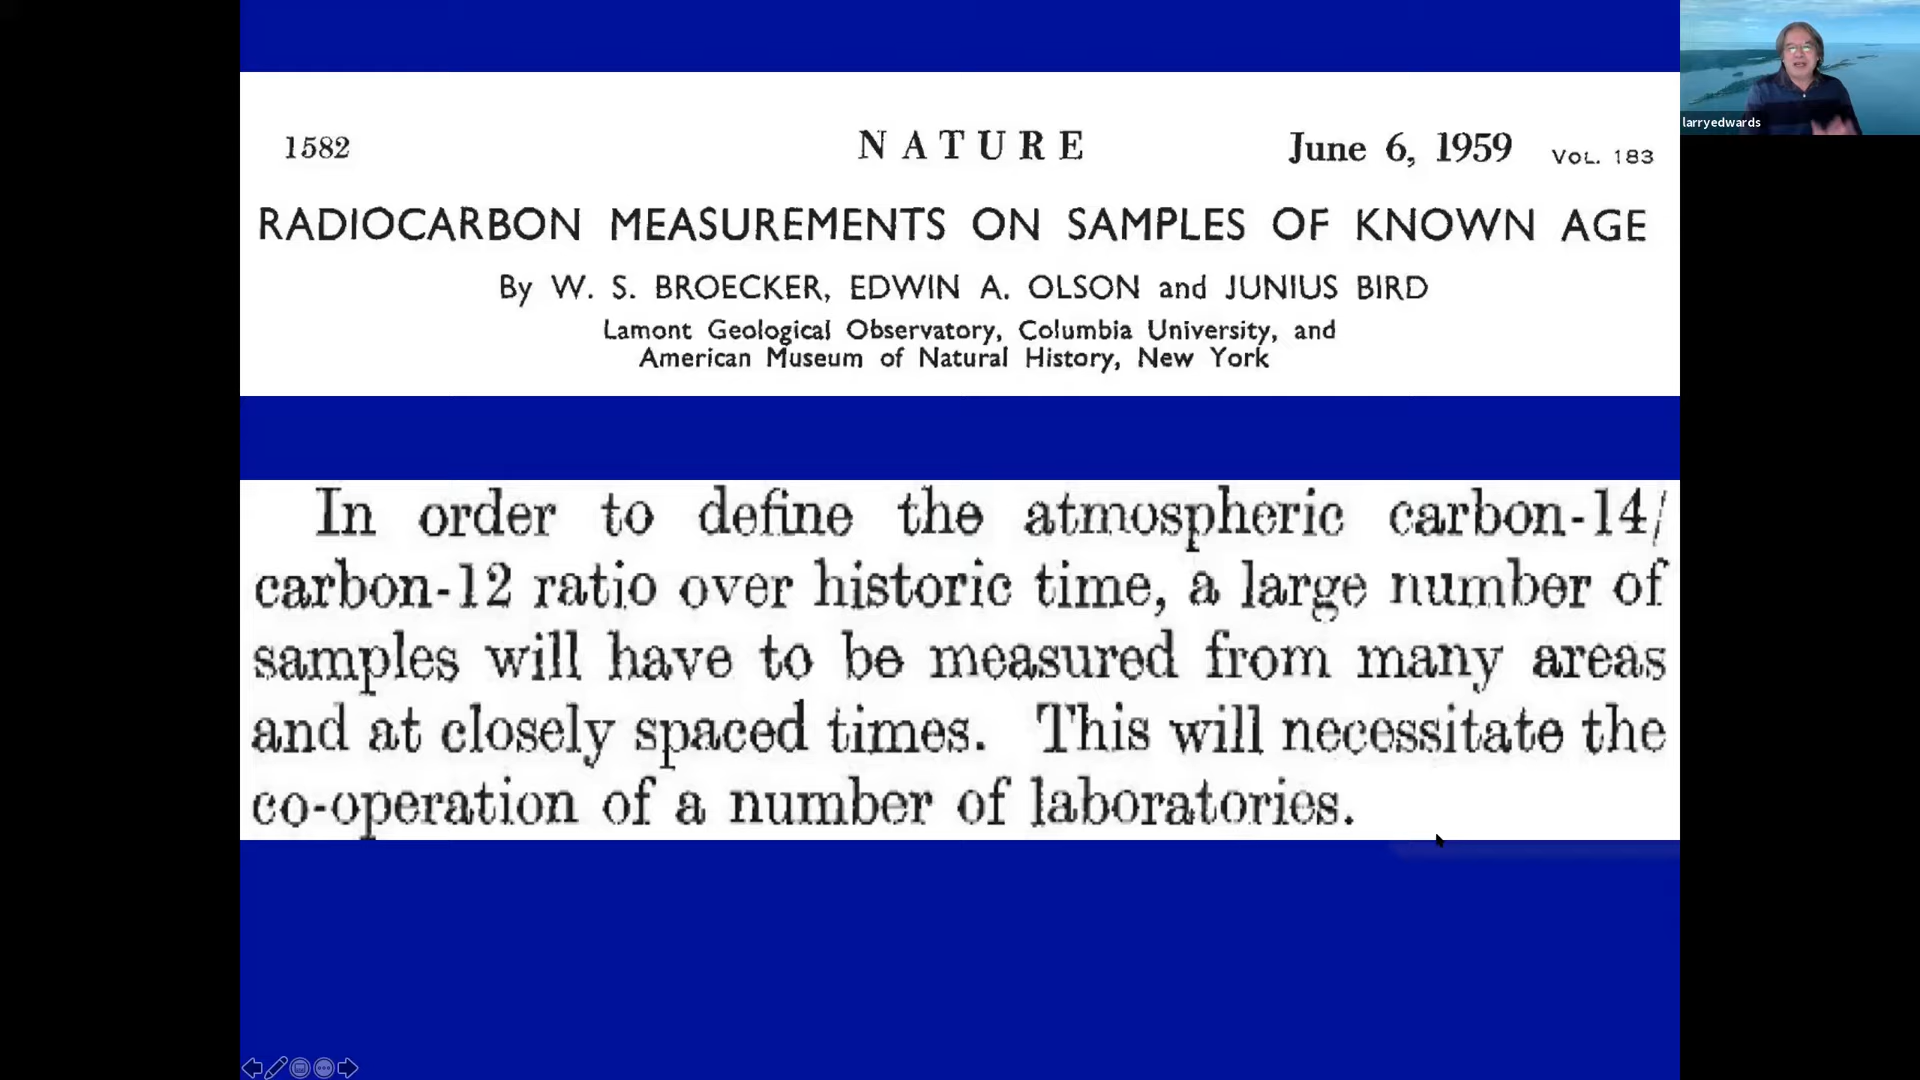 1582 NATURE June 6, 1959 VOL. 183
RADIOCARBON MEASUREMENTS ON SAMPLES OF KNOWN AGE
By W. S. BROECKER, EDWIN A. OLSON and JUNIUS BIRD
Lamont Geological Observatory, Columbia University, and
American Museum of Natural History, New York
In order to define the atmospheric carbon-14/
carbon-12 ratio over historic time, a large number of
samples will have to be measured from many areas
and at closely spaced times. This will necessitate the
co-operation of a number of laboratories.
larryedwards